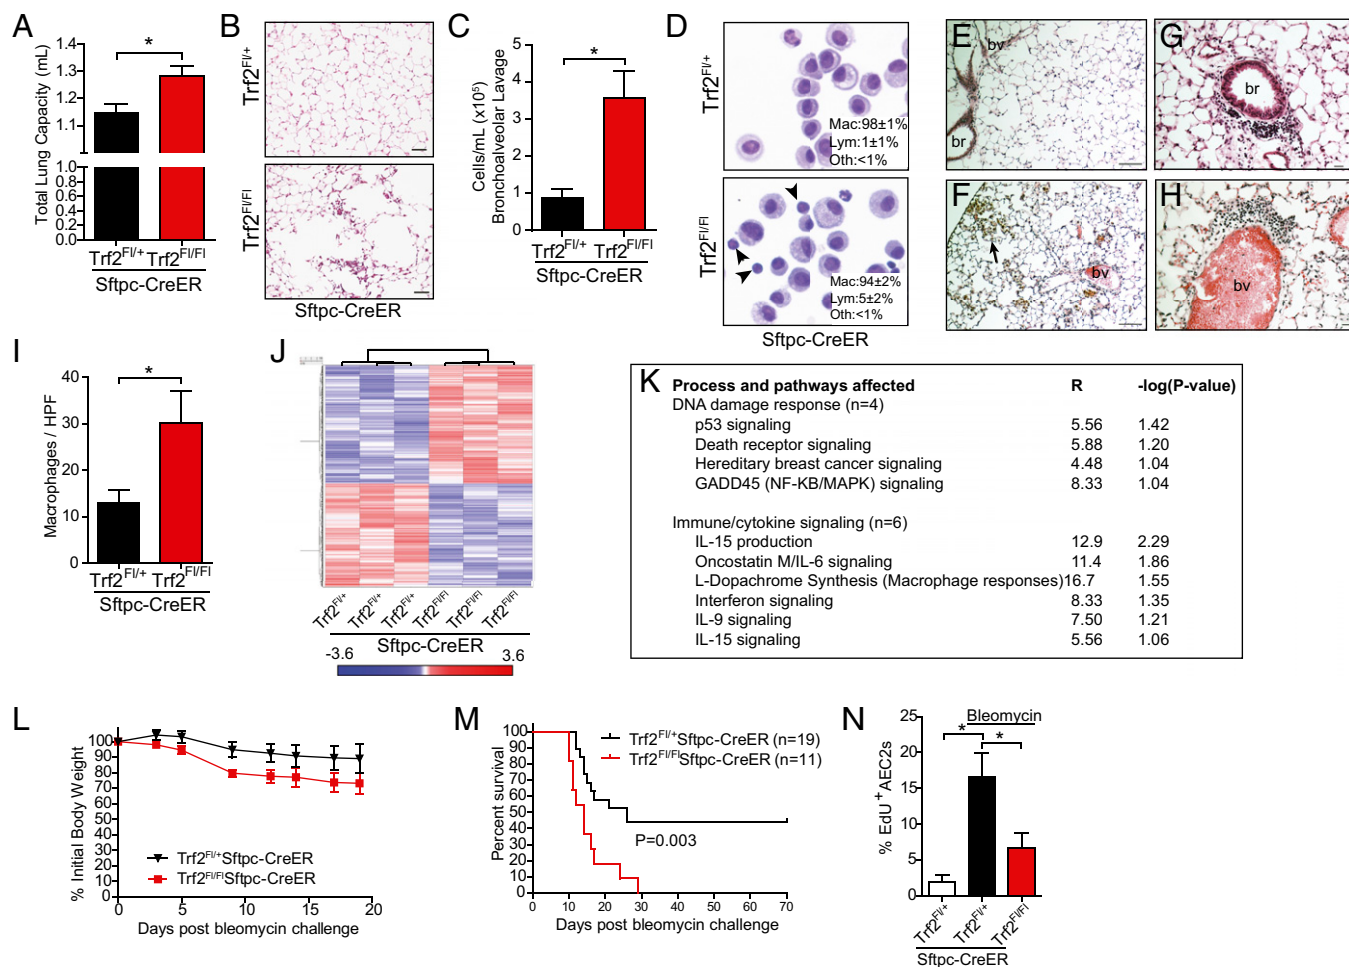 A
Total Lung Capacity (mL)
1.4
1.3
1.2
1.1
1.0
0.8
0.6
0.4
0.2
0.0
*
Trf2Fl/+ Trf2Fl/Fl
Sftpc-CreER
B
Trf2Fl/+
Trf2Fl/Fl
Sftpc-CreER
C
Cells/mL (x10⁵)
Bronchoalveolar Lavage
5
4
3
2
1
0
*
Trf2Fl/+ Trf2Fl/Fl
Sftpc-CreER
D
Trf2Fl/+
Mac:98±1%
Lym:1±1%
Oth:<1%
Trf2Fl/Fl
Mac:94±2%
Lym:5±2%
Oth:<1%
Sftpc-CreER
E
bv
br
F
bv
G
br
H
bv
I
Macrophages / HPF
40
30
20
10
0
*
Trf2Fl/+ Trf2Fl/Fl
Sftpc-CreER
J
Trf2Fl/+ Trf2Fl/+ Trf2Fl/+ Trf2Fl/Fl Trf2Fl/Fl Trf2Fl/Fl
Sftpc-CreER
-3.6 3.6
K
Process and pathways affected R -log(P-value)
DNA damage response (n=4)
p53 signaling 5.56 1.42
Death receptor signaling 5.88 1.20
Hereditary breast cancer signaling 4.48 1.04
GADD45 (NF-KB/MAPK) signaling 8.33 1.04
Immune/cytokine signaling (n=6)
IL-15 production 12.9 2.29
Oncostatin M/IL-6 signaling 11.4 1.86
L-Dopachrome Synthesis (Macrophage responses) 16.7 1.55
Interferon signaling 8.33 1.35
IL-9 signaling 7.50 1.21
IL-15 signaling 5.56 1.06
L
% Initial Body Weight
100
90
80
70
60
50
40
30
20
10
0
Trf2Fl/+Sftpc-CreER
Trf2Fl/FlSftpc-CreER
0 5 10 15 20
Days post bleomycin challenge
M
Percent survival
100
90
80
70
60
50
40
30
20
10
0
Trf2Fl/+Sftpc-CreER (n=19)
Trf2Fl/FlSftpc-CreER (n=11)
P=0.003
0 10 20 30 40 50 60 70
Days post bleomycin challenge
N
% EdU+AEC2s
25
20
15
10
5
0
Bleomycin
* *
Trf2Fl/+ Trf2Fl/+ Trf2Fl/Fl
Sftpc-CreER